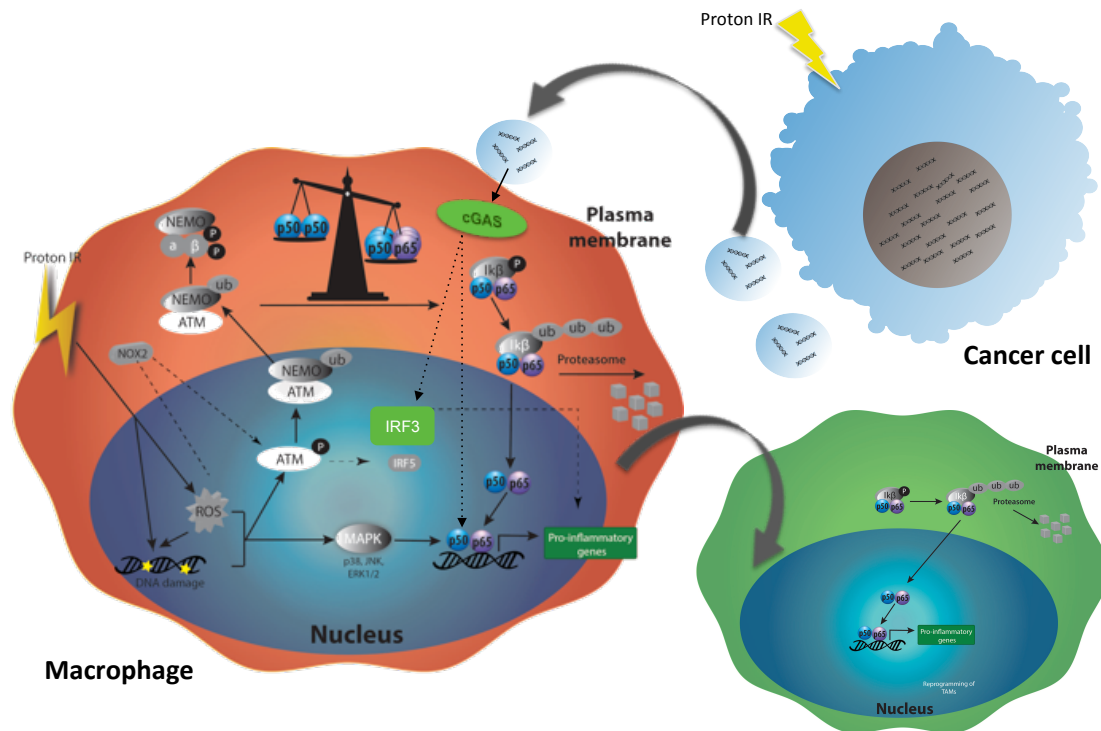 Proton IR
Plasma
membrane
cGAS
NEMO
P
a
β
P
p50
p50
p50
p65
Proton IR
NEMO
ub
ATM
Ikβ
P
p50
p65
NOX2
NEMO
ub
ATM
Ikβ
ub
ub
ub
p50
p65
Proteasome
Cancer cell
IRF3
ATM
P
IRF5
p50
p65
ROS
MAPK
p38, JNK,
ERK1/2
p50
p65
Pro-inflammatory
genes
DNA damage
Nucleus
Macrophage
Plasma
membrane
Ikβ
P
p50
p65
Ikβ
ub
ub
ub
p50
p65
Proteasome
p50
p65
p50
p65
Pro-inflammatory
genes
Reprogramming of
TAMs
Nucleus